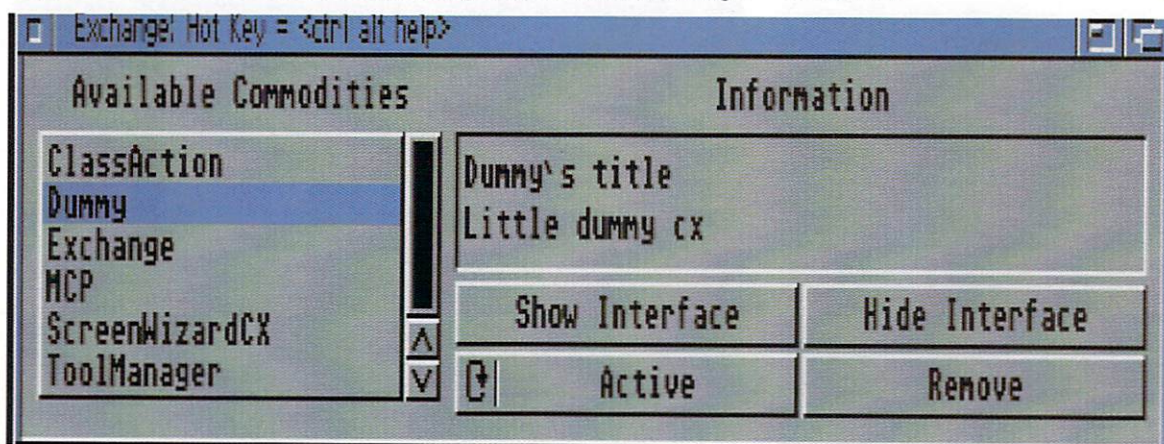 Exchange: Hot Key = <ctrl alt help>
Available Commodities
Information
ClassAction
Dummy
Exchange
MCP
ScreenWizardCX
ToolManager
Dummy`s title
Little dummy cx
Show Interface
Hide Interface
Active
Remove